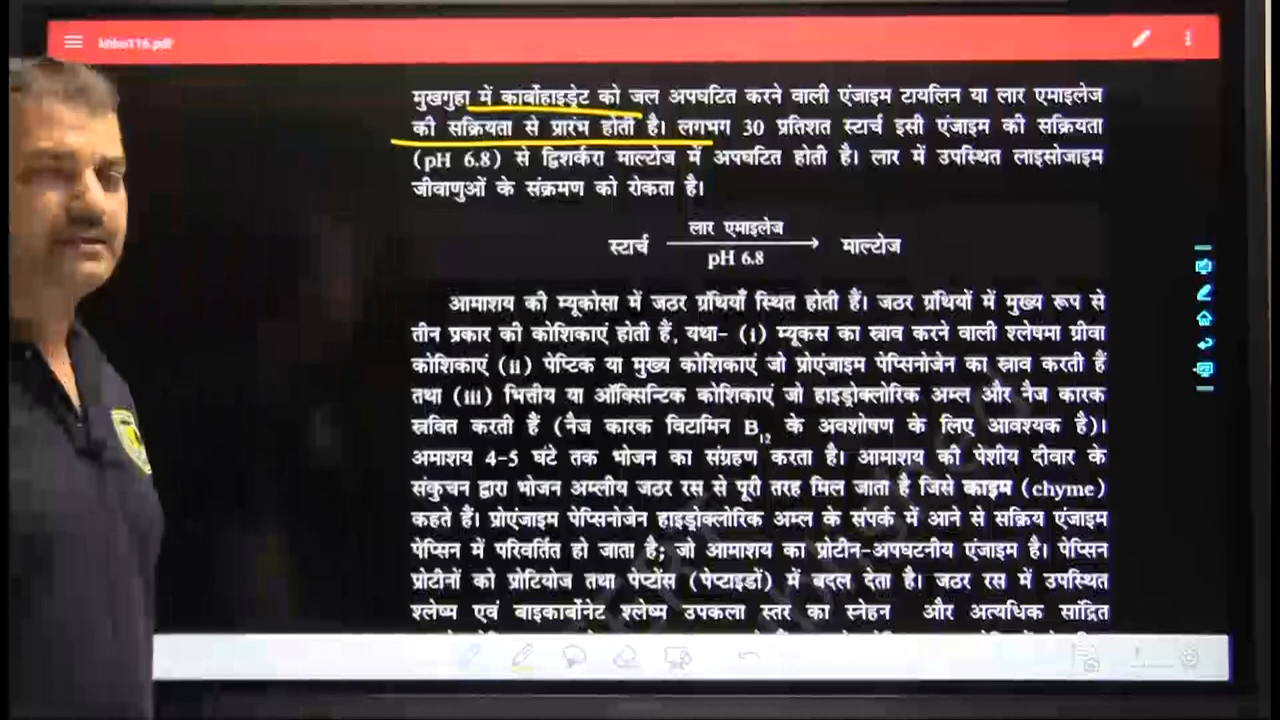 khbo116.pdf
मुखगुहा में कार्बोहाइड्रेट को जल अपघटित करने वाली एंजाइम टायलिन या लार एमाइलेज
की सक्रियता से प्रारंभ होती है। लगभग 30 प्रतिशत स्टार्च इसी एंजाइम की सक्रियता
(pH 6.8) से द्विशर्करा माल्टोज में अपघटित होती है। लार में उपस्थित लाइसोजाइम
जीवाणुओं के संक्रमण को रोकता है।
लार एमाइलेज
स्टार्च ⟶ माल्टोज
pH 6.8
आमाशय की म्यूकोसा में जठर ग्रंथियाँ स्थित होती हैं। जठर ग्रंथियों में मुख्य रूप से
तीन प्रकार की कोशिकाएं होती हैं, यथा- (i) म्यूकस का स्राव करने वाली श्लेषमा ग्रीवा
कोशिकाएं (ii) पेप्टिक या मुख्य कोशिकाएं जो प्रोएंजाइम पेप्सिनोजेन का स्राव करती हैं
तथा (iii) भित्तीय या ऑक्सिन्टिक कोशिकाएं जो हाइड्रोक्लोरिक अम्ल और नैज कारक
स्रवित करती हैं (नैज कारक विटामिन B12 के अवशोषण के लिए आवश्यक है)।
अमाशय 4-5 घंटे तक भोजन का संग्रहण करता है। आमाशय की पेशीय दीवार के
संकुचन द्वारा भोजन अम्लीय जठर रस से पूरी तरह मिल जाता है जिसे काइम (chyme)
कहते हैं। प्रोएंजाइम पेप्सिनोजेन हाइड्रोक्लोरिक अम्ल के संपर्क में आने से सक्रिय एंजाइम
पेप्सिन में परिवर्तित हो जाता है; जो आमाशय का प्रोटीन-अपघटनीय एंजाइम है। पेप्सिन
प्रोटीनों को प्रोटियोज तथा पेप्टोंस (पेप्टाइडों) में बदल देता है। जठर रस में उपस्थित
श्लेष्म एवं बाइकार्बोनेट श्लेष्म उपकला स्तर का स्नेहन और अत्यधिक सांद्रित